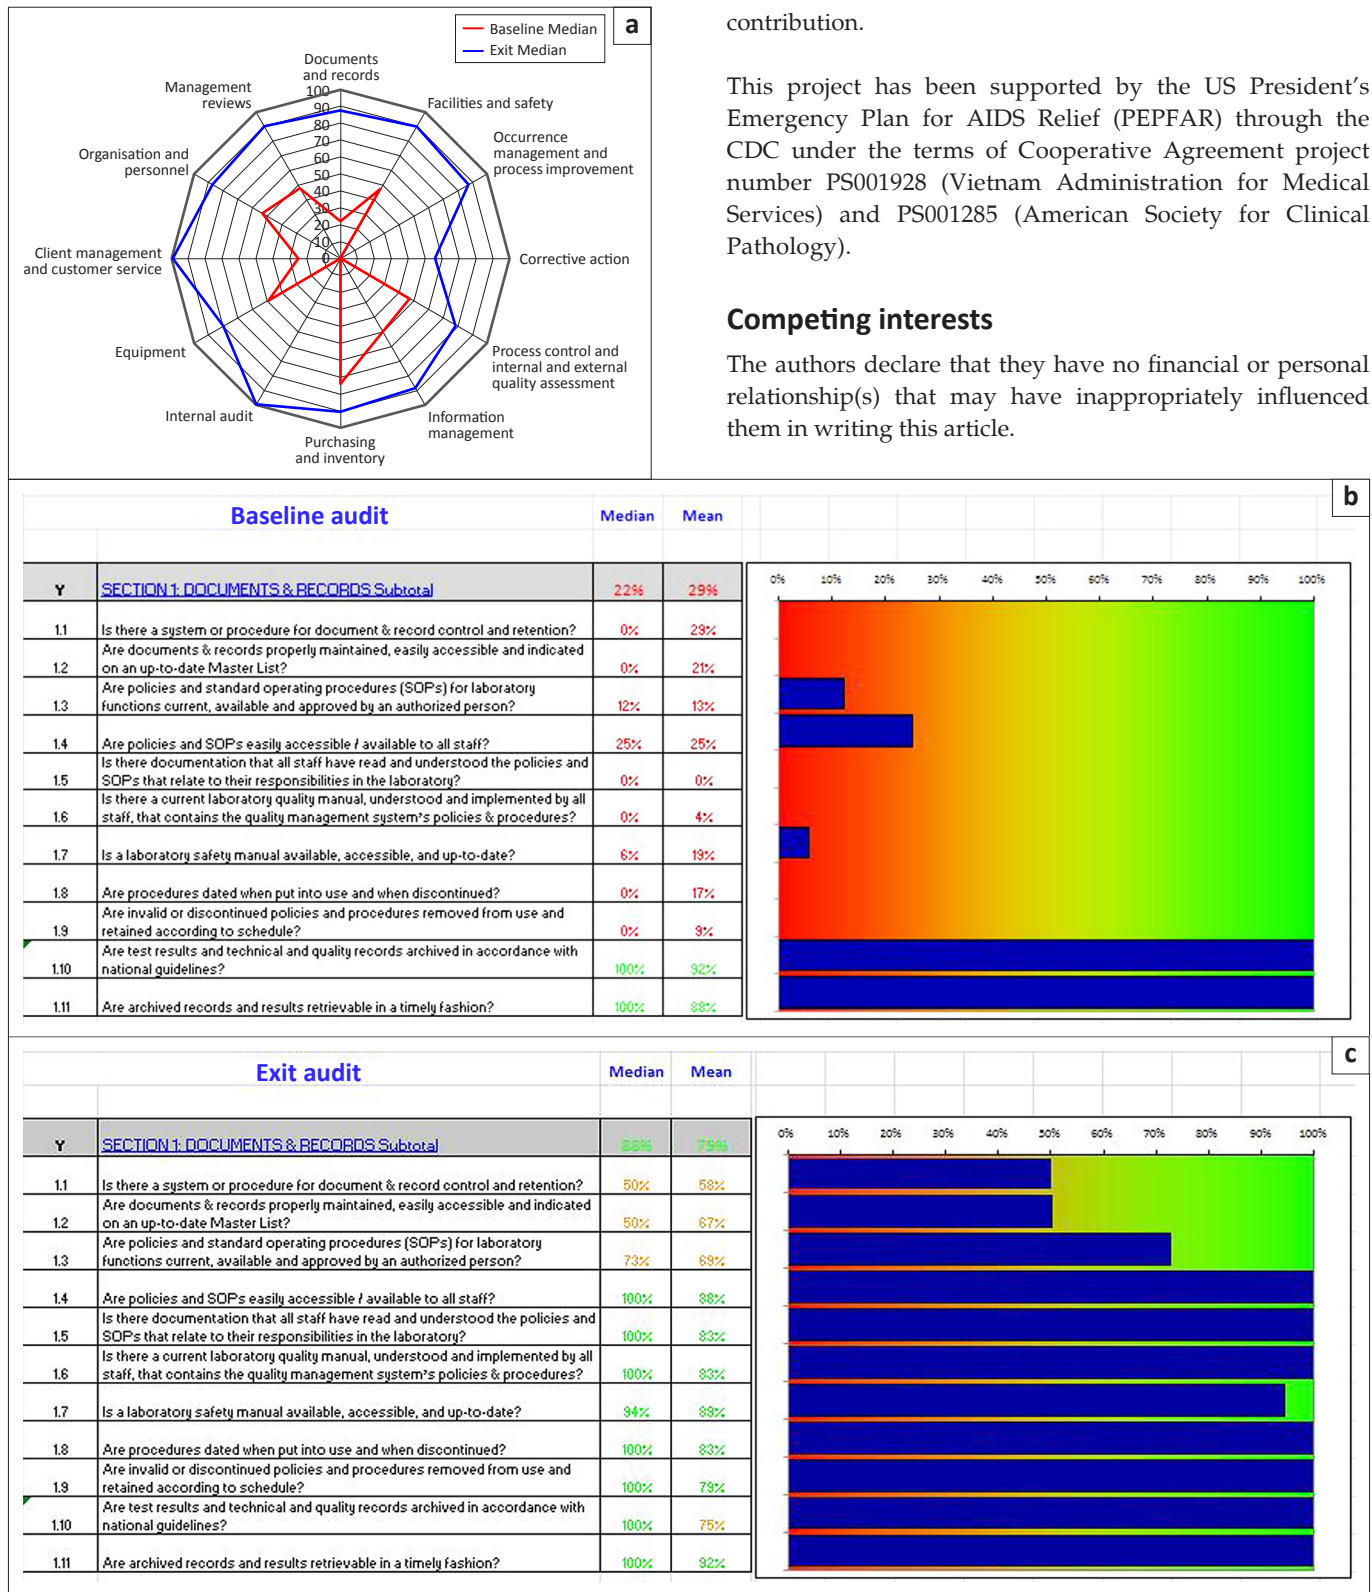 a
Baseline Median
Exit Median
Documents
and records
Facilities and safety
Occurrence
management and
process improvement
Corrective action
Process control and
internal and external
quality assessment
Information
management
Purchasing
and inventory
Internal audit
Equipment
Client management
and customer service
Organisation and
personnel
Management
reviews
100
90
80
70
60
50
40
30
20
10
0
contribution.
This project has been supported by the US President's
Emergency Plan for AIDS Relief (PEPFAR) through the
CDC under the terms of Cooperative Agreement project
number PS001928 (Vietnam Administration for Medical
Services) and PS001285 (American Society for Clinical
Pathology).
Competing interests
The authors declare that they have no financial or personal
relationship(s) that may have inappropriately influenced
them in writing this article.
b
Baseline audit Median Mean
Y SECTION 1: DOCUMENTS & RECORDS Subtotal 22% 29%
0% 10% 20% 30% 40% 50% 60% 70% 80% 90% 100%
1.1 Is there a system or procedure for document & record control and retention? 0% 29%
Are documents & records properly maintained, easily accessible and indicated
1.2 on an up-to-date Master List? 0% 21%
Are policies and standard operating procedures (SOPs) for laboratory
1.3 functions current, available and approved by an authorized person? 12% 13%
1.4 Are policies and SOPs easily accessible / available to all staff? 25% 25%
Is there documentation that all staff have read and understood the policies and
1.5 SOPs that relate to their responsibilities in the laboratory? 0% 0%
Is there a current laboratory quality manual, understood and implemented by all
1.6 staff, that contains the quality management system's policies & procedures? 0% 4%
1.7 Is a laboratory safety manual available, accessible, and up-to-date? 6% 19%
1.8 Are procedures dated when put into use and when discontinued? 0% 17%
Are invalid or discontinued policies and procedures removed from use and
1.9 retained according to schedule? 0% 9%
Are test results and technical and quality records archived in accordance with
1.10 national guidelines? 100% 92%
1.11 Are archived records and results retrievable in a timely fashion? 100% 88%
c
Exit audit Median Mean
Y SECTION 1: DOCUMENTS & RECORDS Subtotal 88% 79%
0% 10% 20% 30% 40% 50% 60% 70% 80% 90% 100%
1.1 Is there a system or procedure for document & record control and retention? 50% 58%
Are documents & records properly maintained, easily accessible and indicated
1.2 on an up-to-date Master List? 50% 67%
Are policies and standard operating procedures (SOPs) for laboratory
1.3 functions current, available and approved by an authorized person? 73% 69%
1.4 Are policies and SOPs easily accessible / available to all staff? 100% 88%
Is there documentation that all staff have read and understood the policies and
1.5 SOPs that relate to their responsibilities in the laboratory? 100% 83%
Is there a current laboratory quality manual, understood and implemented by all
1.6 staff, that contains the quality management system's policies & procedures? 100% 83%
1.7 Is a laboratory safety manual available, accessible, and up-to-date? 94% 89%
1.8 Are procedures dated when put into use and when discontinued? 100% 83%
Are invalid or discontinued policies and procedures removed from use and
1.9 retained according to schedule? 100% 79%
Are test results and technical and quality records archived in accordance with
1.10 national guidelines? 100% 75%
1.11 Are archived records and results retrievable in a timely fashion? 100% 92%